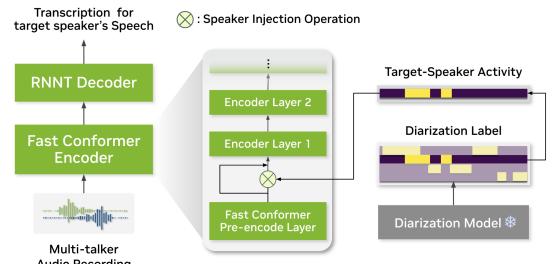 Transcription for
target speaker's Speech
: Speaker Injection Operation
RNNT Decoder
Fast Conformer
Encoder
Multi-talker
Audio Recording
⋮
Encoder Layer 2
Encoder Layer 1
Fast Conformer
Pre-encode Layer
Target-Speaker Activity
Diarization Label
Diarization Model